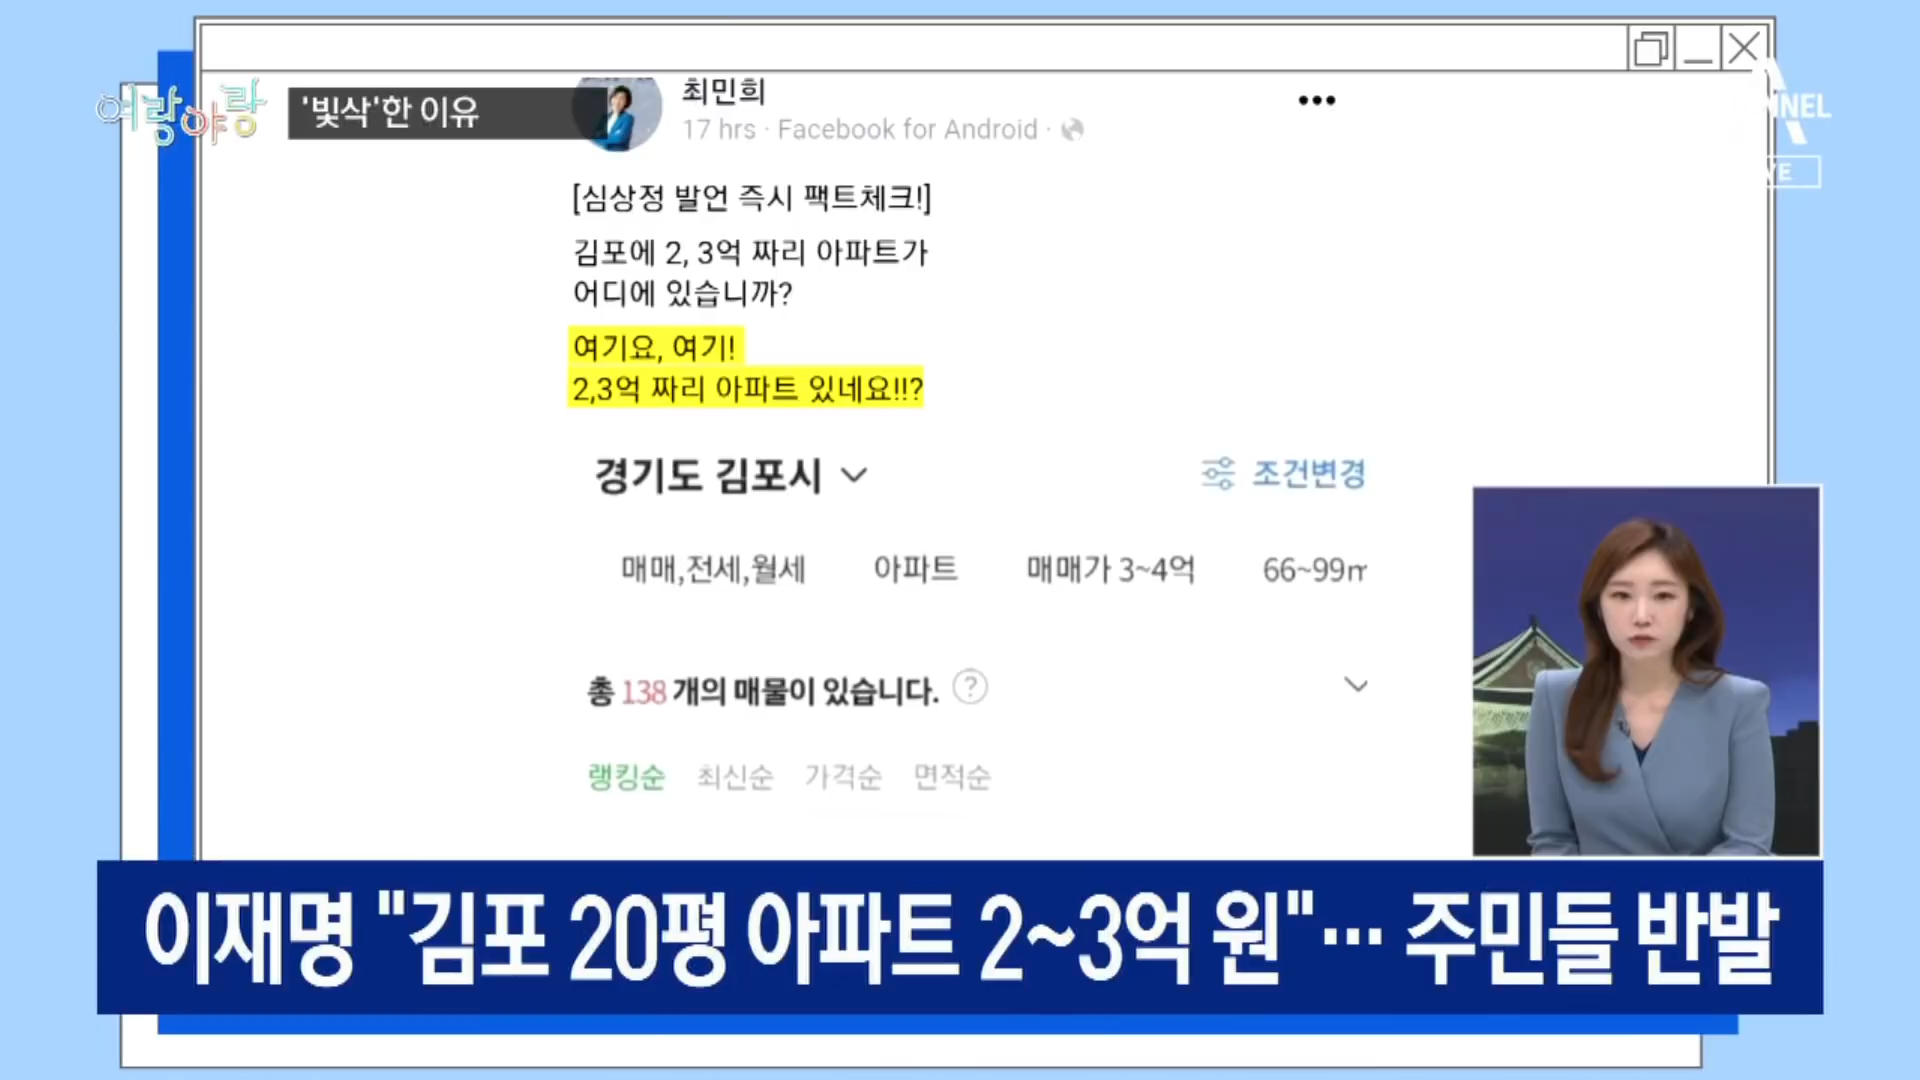 여랑야랑
'빛삭'한 이유
최민희
17 hrs · Facebook for Android ·
[심상정 발언 즉시 팩트체크!]
김포에 2, 3억 짜리 아파트가
어디에 있습니까?
여기요, 여기!
2,3억 짜리 아파트 있네요!!?
경기도 김포시
조건변경
매매,전세,월세 아파트 매매가 3~4억 66~99㎡
총 138 개의 매물이 있습니다.
랭킹순 최신순 가격순 면적순
이재명 "김포 20평 아파트 2~3억 원"… 주민들 반발